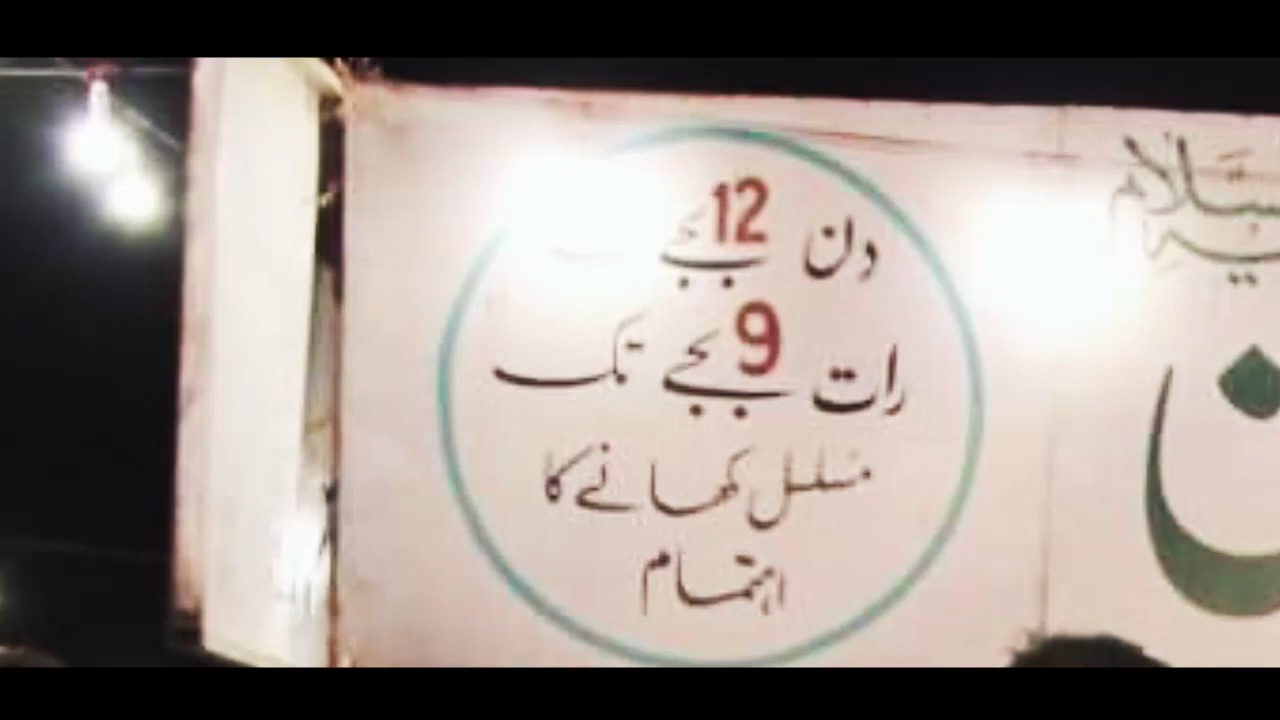 دن 12 بجے
رات 9 بجے تک
مسلسل کھانے کا
اہتمام